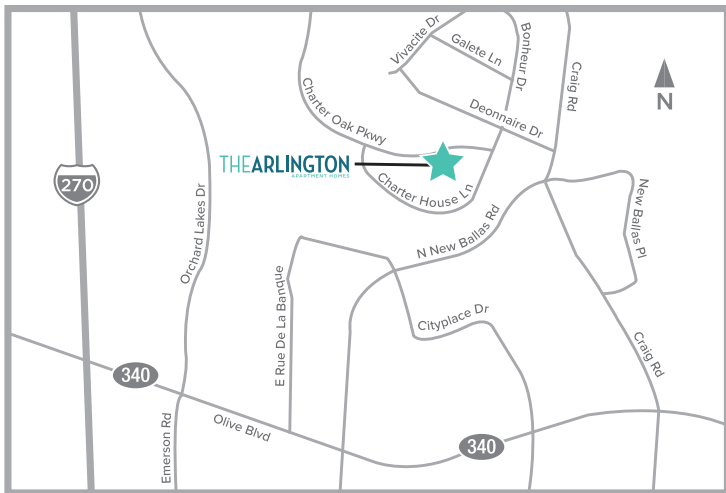 Vivacite Dr
Galete Ln
Bonheur Dr
Craig Rd
N
Charter Oak Pkwy
Deonnaire Dr
THEARLINGTON
APARTMENT HOMES
270
Charter House Ln
Orchard Lakes Dr
N New Ballas Rd
New Ballas Pl
E Rue De La Banque
Cityplace Dr
Craig Rd
340
Olive Blvd
Emerson Rd
340